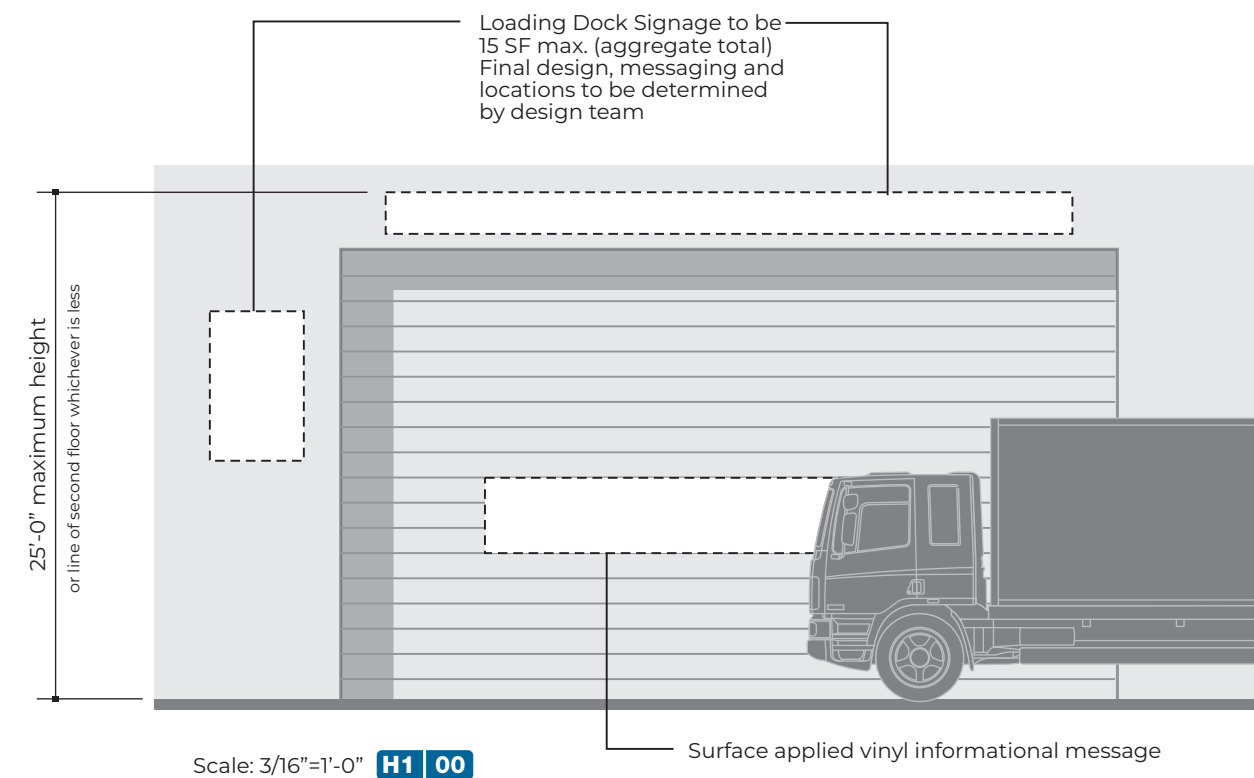 Loading Dock Signage to be
15 SF max. (aggregate total)
Final design, messaging and
locations to be determined
by design team
25’-0” maximum height
or line of second floor whichever is less
Surface applied vinyl informational message
Scale: 3/16”=1’-0” H1 00